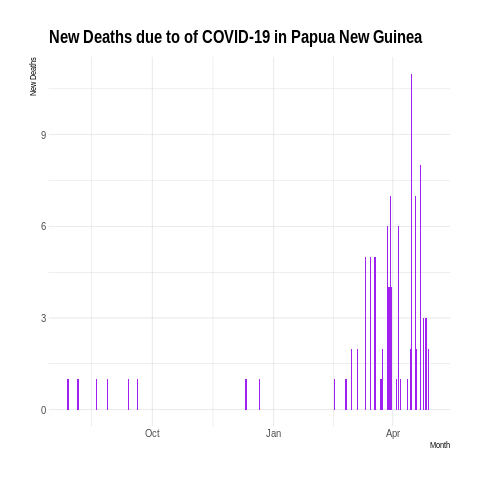 New Deaths due to of COVID-19 in Papua New Guinea
New Deaths
9
6
3
0
Oct Jan Apr
Month